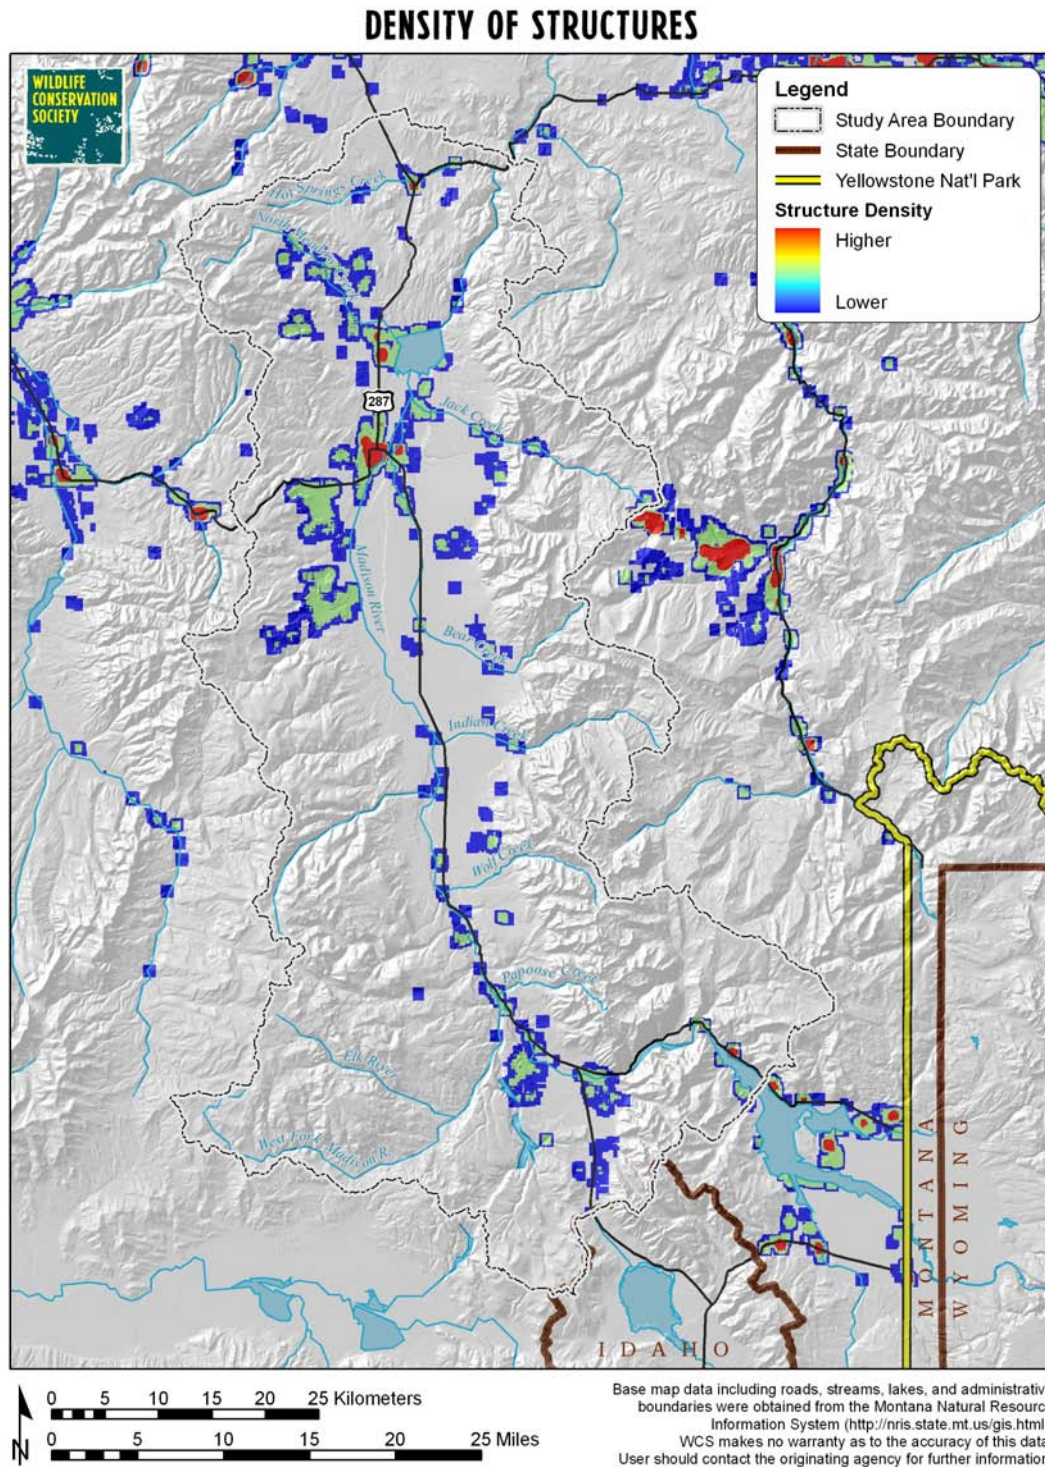 DENSITY OF STRUCTURES
WILDLIFE
CONSERVATION
SOCIETY
Legend
Study Area Boundary
State Boundary
Yellowstone Nat'l Park
Structure Density
Higher
Lower
Hot Springs Creek
287
Jack Creek
Madison River
Indian Creek
Wolf Creek
Papoose Creek
Elk River
West Fork Madison R.
MONTANA
WYOMING
IDAHO
0 5 10 15 20 25 Kilometers
0 5 10 15 20 25 Miles
N
Base map data including roads, streams, lakes, and administrativ
boundaries were obtained from the Montana Natural Resourc
Information System (http://nris.state.mt.us/gis.html
WCS makes no warranty as to the accuracy of this data
User should contact the originating agency for further information